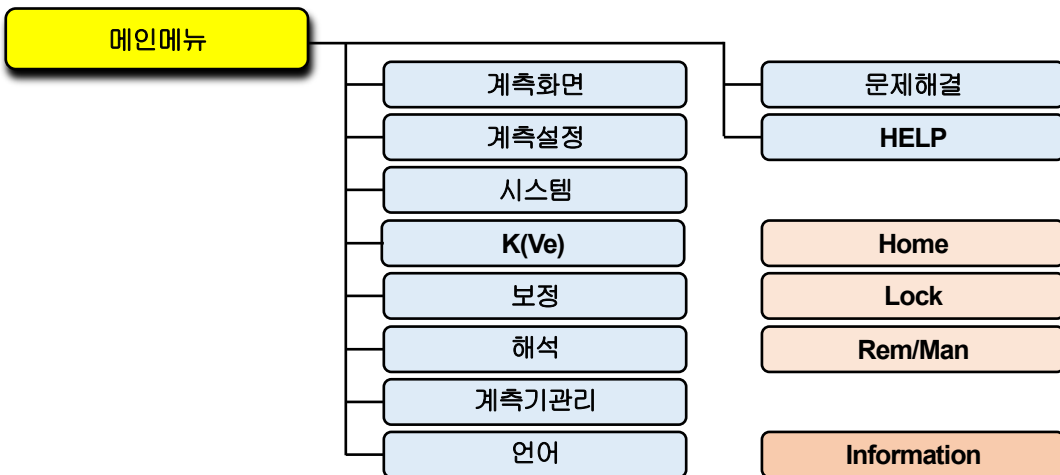 메인메뉴
계측화면
계측설정
시스템
K(Ve)
보정
해석
계측기관리
언어
문제해결
HELP
Home
Lock
Rem/Man
Information